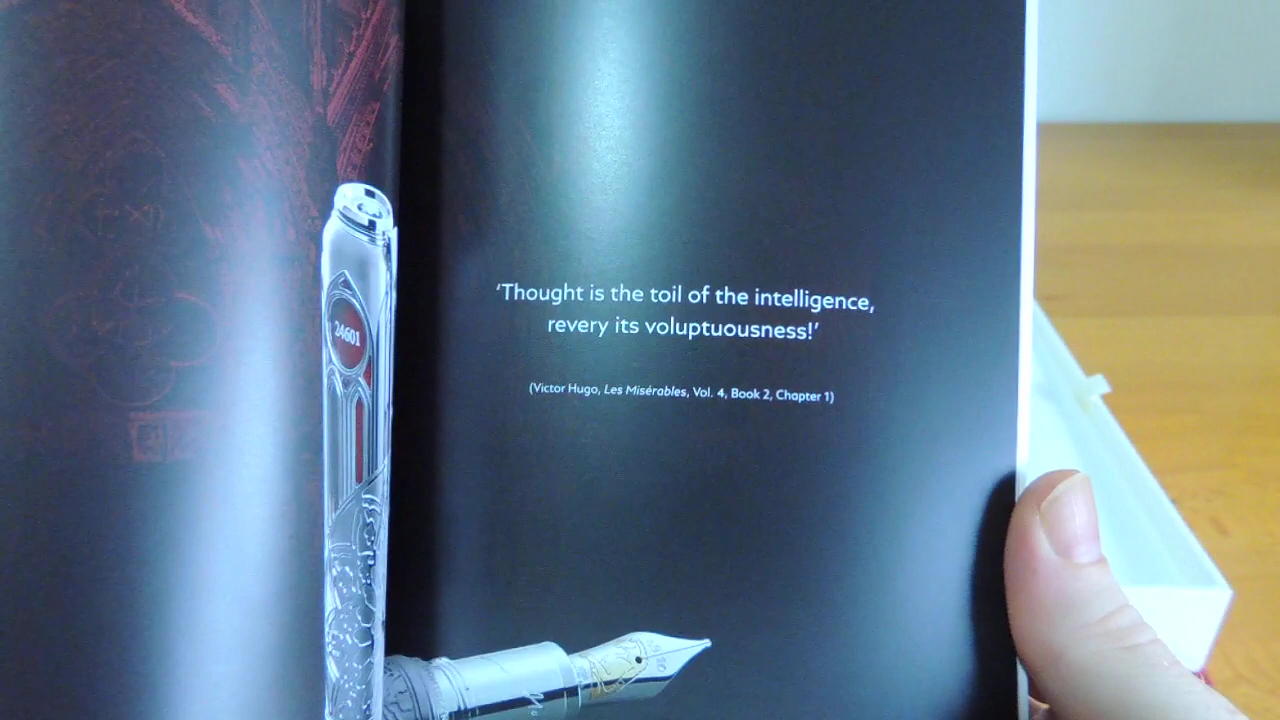 24601
‘Thought is the toil of the intelligence,
revery its voluptuousness!’
(Victor Hugo, Les Misérables, Vol. 4, Book 2, Chapter 1)